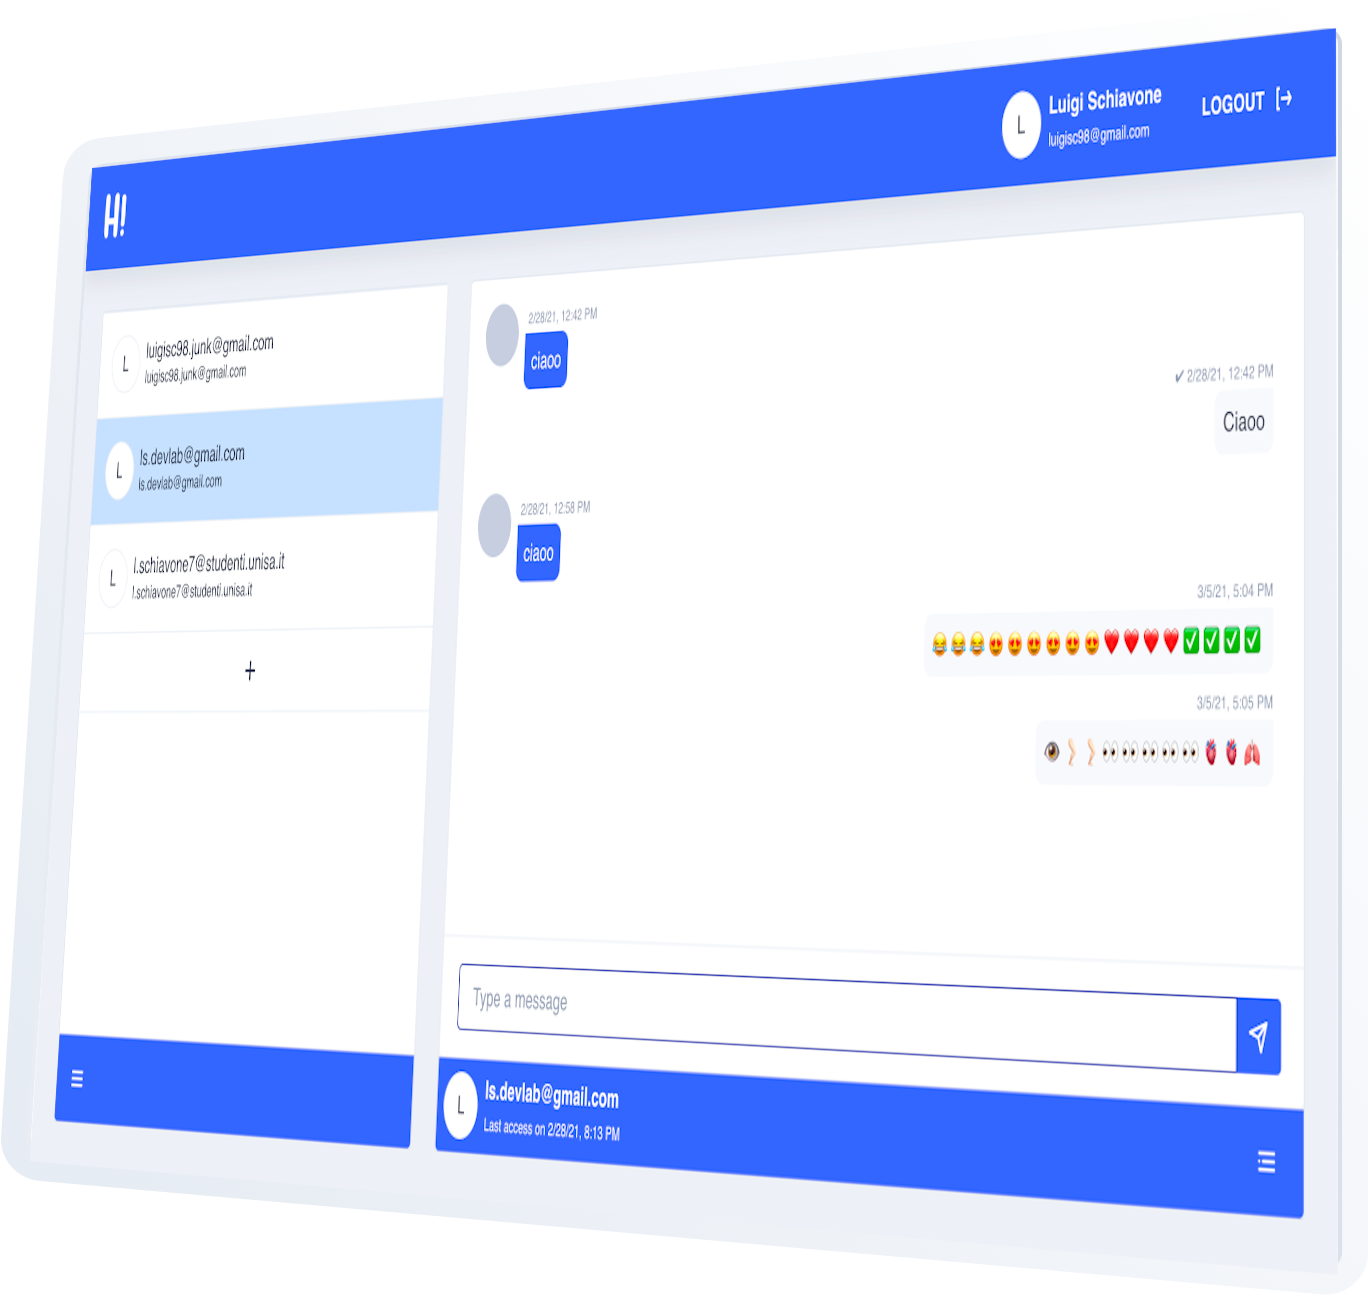 H!
Luigi Schiavone
luigisc98@gmail.com
LOGOUT
L
L
luigisc98.junk@gmail.com
luigisc98.junk@gmail.com
L
ls.devlab@gmail.com
ls.devlab@gmail.com
L
l.schiavone7@studenti.unisa.it
l.schiavone7@studenti.unisa.it
+
2/28/21, 12:42 PM
ciaoo
✔ 2/28/21, 12:42 PM
Ciaoo
2/28/21, 12:58 PM
ciaoo
3/5/21, 5:04 PM
😂😂😂😍😍😍😍😍😍❤️❤️❤️❤️✅✅✅✅
3/5/21, 5:05 PM
👁🦵🏻🦵🏻👀👀👀👀👀🫀🫀🫁
Type a message
L
ls.devlab@gmail.com
Last access on 2/28/21, 8:13 PM